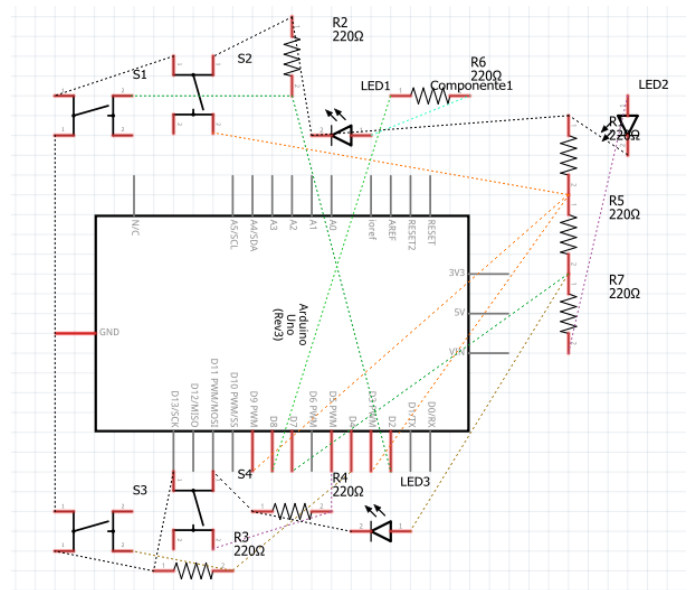 R2
220Ω
S1
S2
R6
220Ω
LED1
Componente1
LED2
220Ω
R5
220Ω
R7
220Ω
N/C
A5/SCL
A4/SDA
A3
A2
A1
A0
ioref
AREF
RESET2
RESET
3V3
5V
VIN
GND
Arduino
Uno
(Rev3)
D13/SCK
D12/MISO
D11 PWM/MOSI
D10 PWM/SS
D9 PWM
D8
D7
D6 PWM
D5 PWM
D3 PWM
D2
D1/TX
D0/RX
S3
S4
R4
220Ω
LED3
R3
220Ω